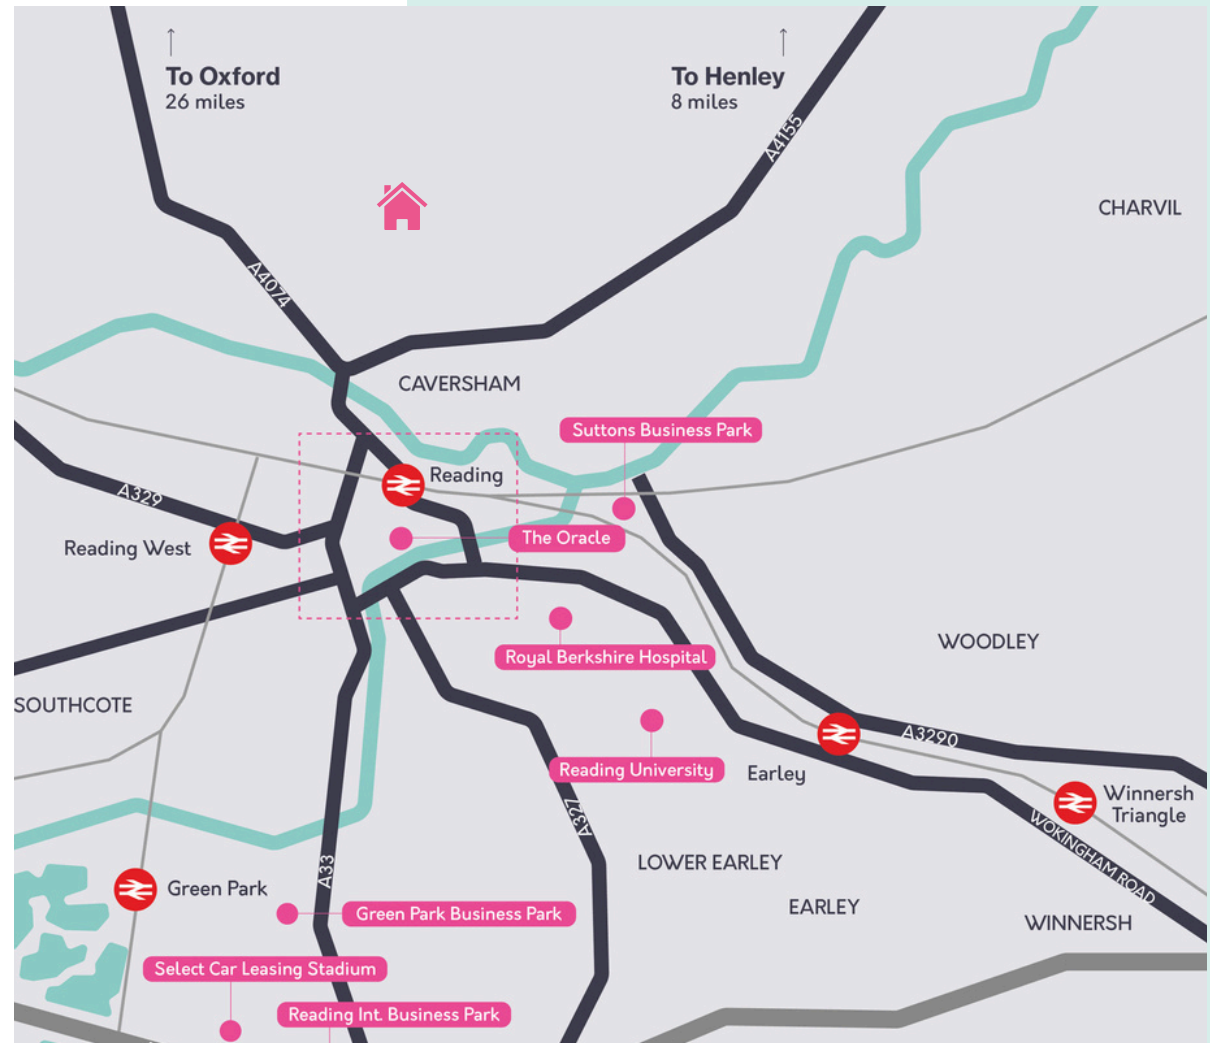 To Oxford
26 miles
To Henley
8 miles
A4155
CHARVIL
A4074
CAVERSHAM
Suttons Business Park
Reading
A329
The Oracle
Reading West
WOODLEY
Royal Berkshire Hospital
SOUTHCOTE
A3290
Reading University
Earley
Winnersh
Triangle
A327
WOKINGHAM ROAD
LOWER EARLEY
A33
Green Park
EARLEY
Green Park Business Park
WINNERSH
Select Car Leasing Stadium
Reading Int. Business Park